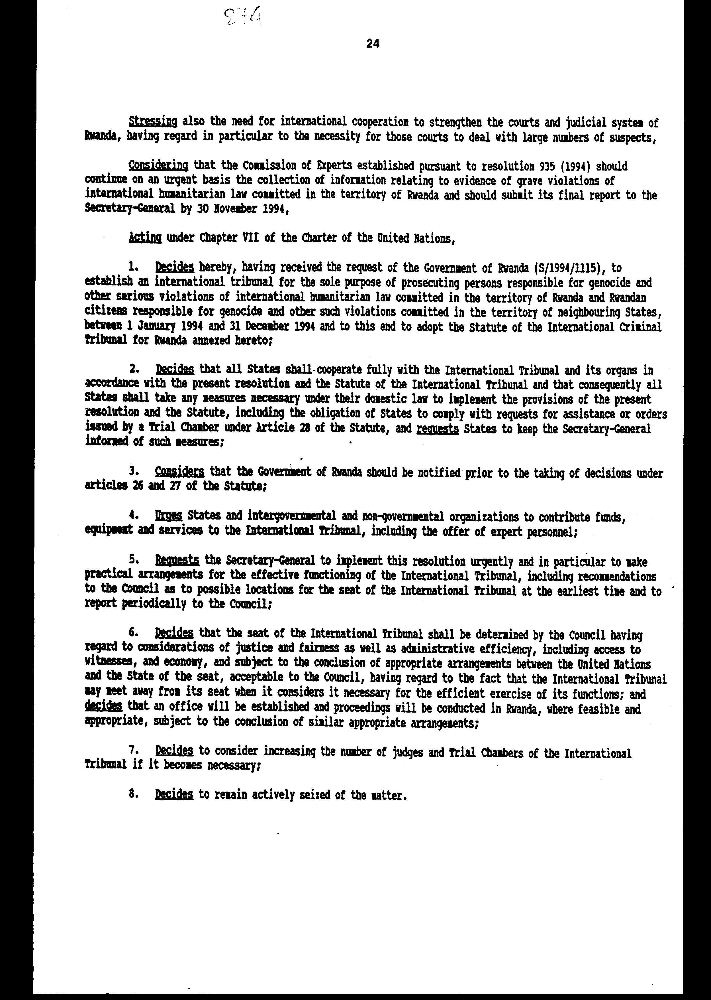 274
24
Stressing also the need for international cooperation to strengthen the courts and judicial system of
Rwanda, having regard in particular to the necessity for those courts to deal with large numbers of suspects,
Considering that the Commission of Experts established pursuant to resolution 935 (1994) should
continue on an urgent basis the collection of information relating to evidence of grave violations of
international humanitarian law committed in the territory of Rwanda and should submit its final report to the
Secretary-General by 30 November 1994,
Acting under Chapter VII of the Charter of the United Nations,
1. Decides hereby, having received the request of the Government of Rwanda (S/1994/1115), to
establish an international tribunal for the sole purpose of prosecuting persons responsible for genocide and
other serious violations of international humanitarian law committed in the territory of Rwanda and Rwandan
citizens responsible for genocide and other such violations committed in the territory of neighbouring States,
between 1 January 1994 and 31 December 1994 and to this end to adopt the Statute of the International Criminal
Tribunal for Rwanda annexed hereto;
2. Decides that all States shall cooperate fully with the International Tribunal and its organs in
accordance with the present resolution and the Statute of the International Tribunal and that consequently all
States shall take any measures necessary under their domestic law to implement the provisions of the present
resolution and the Statute, including the obligation of States to comply with requests for assistance or orders
issued by a Trial Chamber under Article 28 of the Statute, and requests States to keep the Secretary-General
informed of such measures;
3. Considers that the Government of Rwanda should be notified prior to the taking of decisions under
articles 26 and 27 of the Statute;
4. Urges States and intergovernmental and non-governmental organizations to contribute funds,
equipment and services to the International Tribunal, including the offer of expert personnel;
5. Requests the Secretary-General to implement this resolution urgently and in particular to make
practical arrangements for the effective functioning of the International Tribunal, including recommendations
to the Council as to possible locations for the seat of the International Tribunal at the earliest time and to
report periodically to the Council;
6. Decides that the seat of the International Tribunal shall be determined by the Council having
regard to considerations of justice and fairness as well as administrative efficiency, including access to
witnesses, and economy, and subject to the conclusion of appropriate arrangements between the United Nations
and the State of the seat, acceptable to the Council, having regard to the fact that the International Tribunal
may meet away from its seat when it considers it necessary for the efficient exercise of its functions; and
decides that an office will be established and proceedings will be conducted in Rwanda, where feasible and
appropriate, subject to the conclusion of similar appropriate arrangements;
7. Decides to consider increasing the number of judges and Trial Chambers of the International
Tribunal if it becomes necessary;
8. Decides to remain actively seized of the matter.